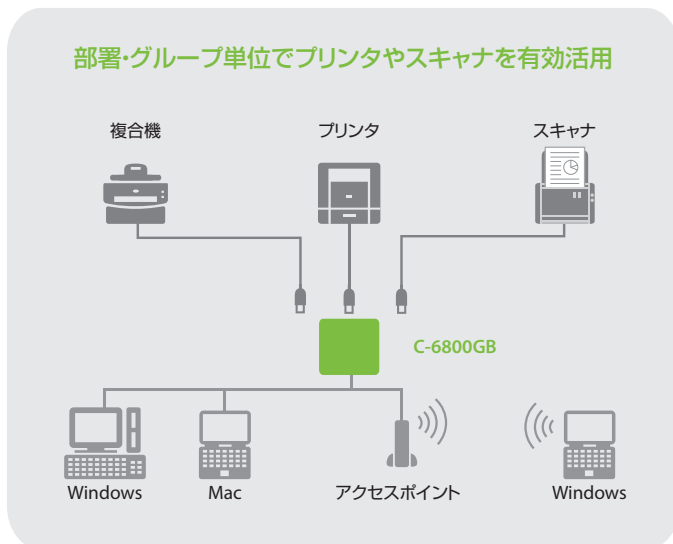 部署・グループ単位でプリンタやスキャナを有効活用
複合機
プリンタ
スキャナ
C-6800GB
Windows
Mac
アクセスポイント
Windows